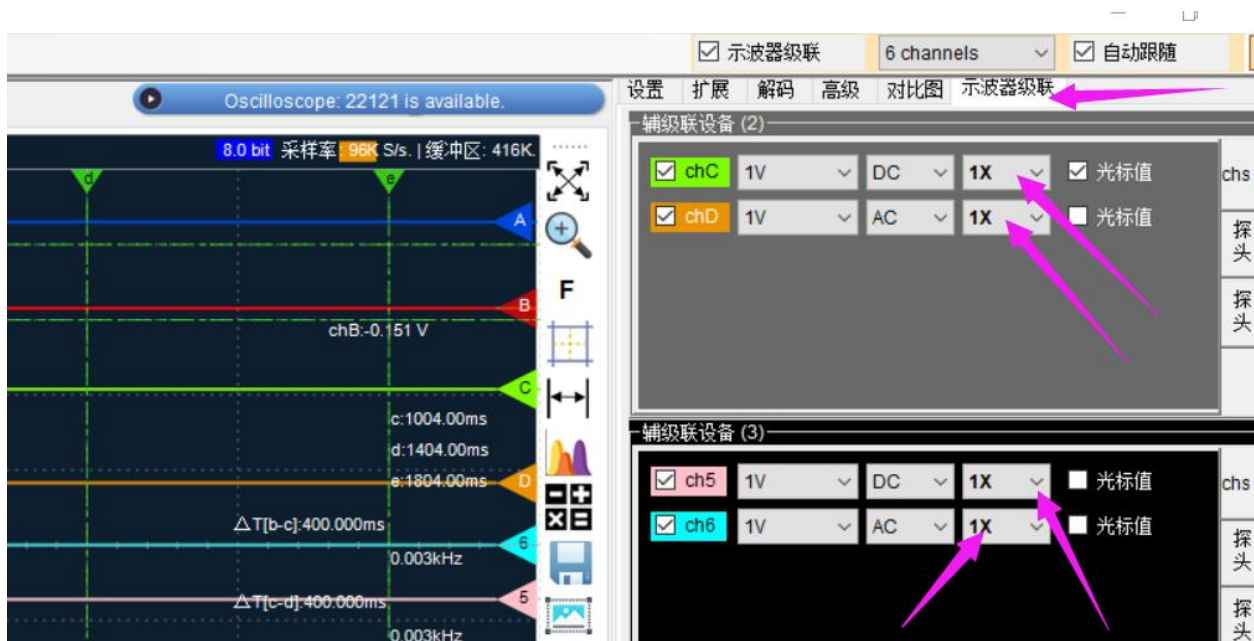 示波器级联 6 channels 自动跟随
设置 扩展 解码 高级 对比图 示波器级联
Oscilloscope: 22121 is available.
8.0 bit 采样率: 96K S/s. | 缓冲区: 416K.
d e
A
B
chB:-0.151 V
C
c:1004.00ms
d:1404.00ms
e:1804.00ms D
△T[b-c]:400.000ms
6
0.003kHz
△T[c-d]:400.000ms 5
0.003kHz
F
辅级联设备 (2)
chC 1V DC 1X 光标值
chD 1V AC 1X 光标值
chs
探头
探头
辅级联设备 (3)
ch5 1V DC 1X 光标值
ch6 1V AC 1X 光标值
chs
探头
探头